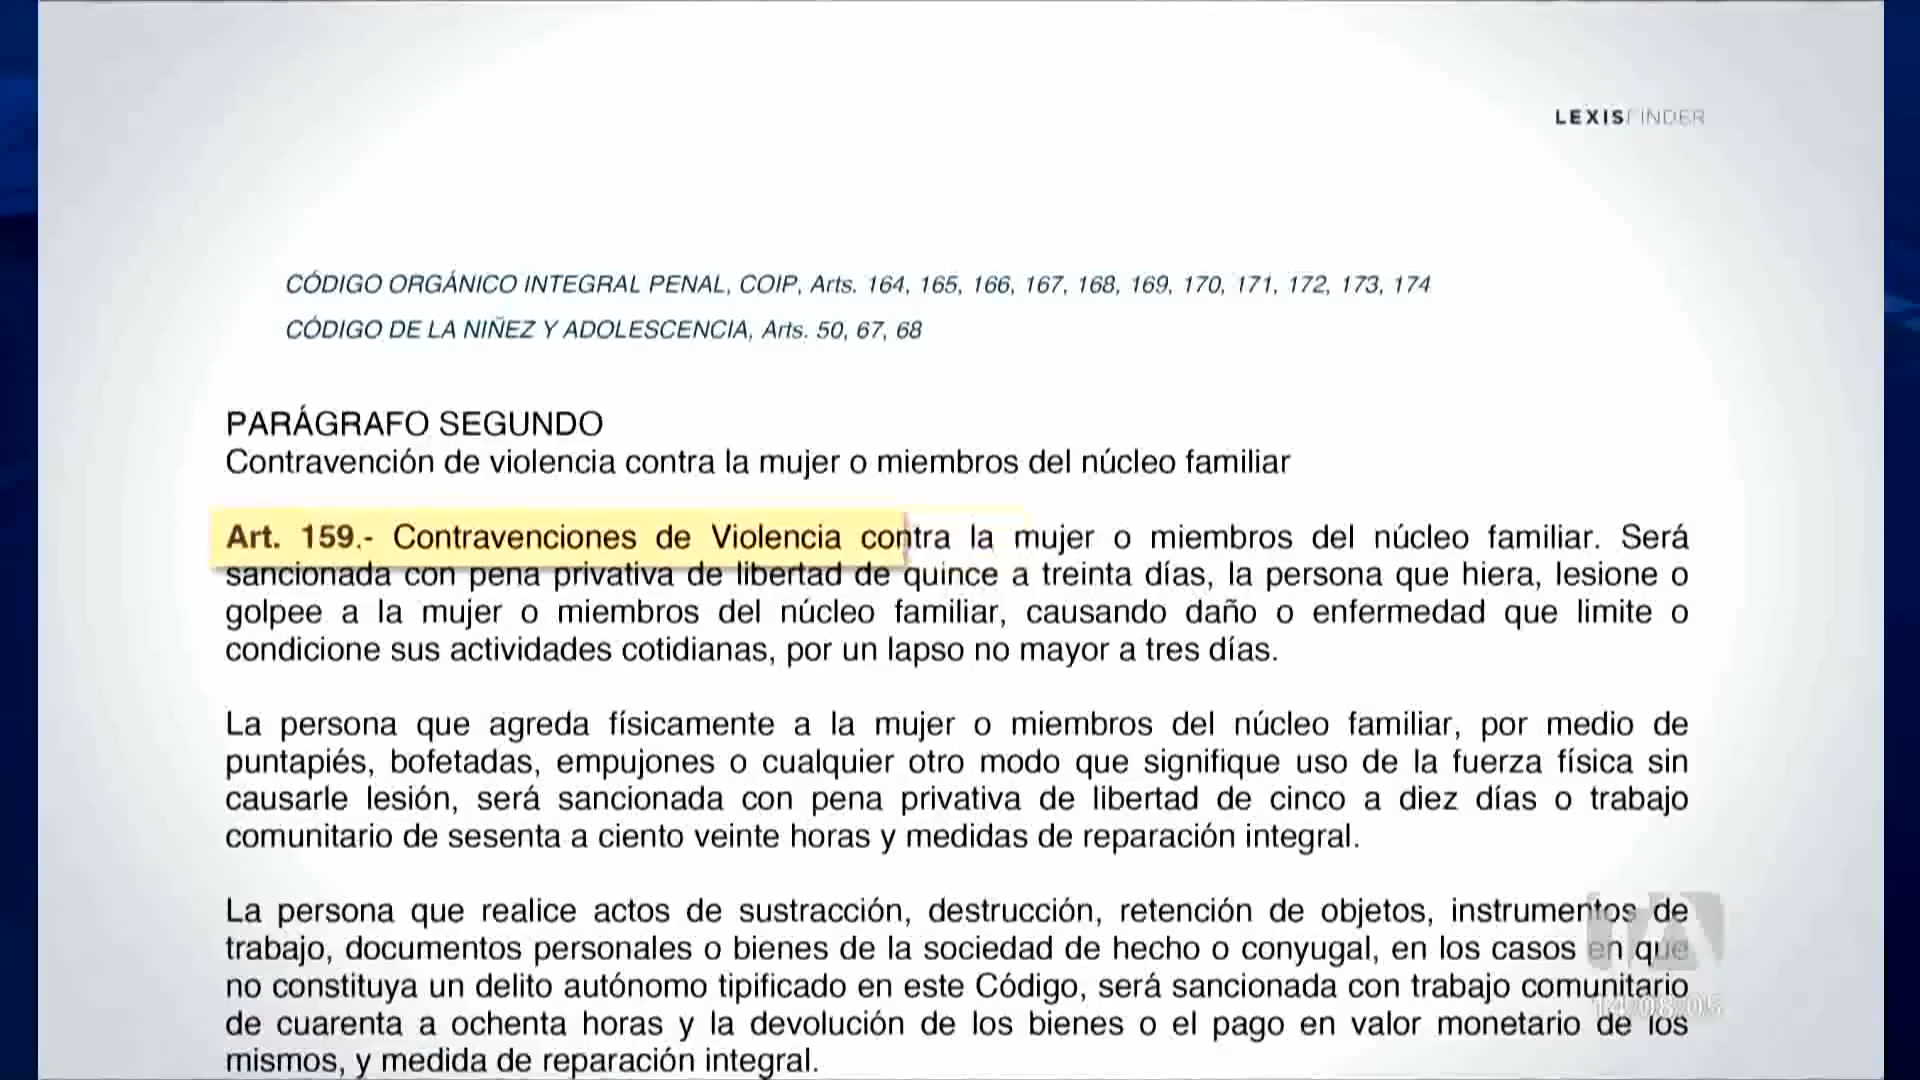 LEXISFINDER
CÓDIGO ORGÁNICO INTEGRAL PENAL, COIP, Arts. 164, 165, 166, 167, 168, 169, 170, 171, 172, 173, 174
CÓDIGO DE LA NIÑEZ Y ADOLESCENCIA, Arts. 50, 67, 68
PARÁGRAFO SEGUNDO
Contravención de violencia contra la mujer o miembros del núcleo familiar
Art. 159.- Contravenciones de Violencia contra la mujer o miembros del núcleo familiar. Será
sancionada con pena privativa de libertad de quince a treinta días, la persona que hiera, lesione o
golpee a la mujer o miembros del núcleo familiar, causando daño o enfermedad que limite o
condicione sus actividades cotidianas, por un lapso no mayor a tres días.
La persona que agreda físicamente a la mujer o miembros del núcleo familiar, por medio de
puntapiés, bofetadas, empujones o cualquier otro modo que signifique uso de la fuerza física sin
causarle lesión, será sancionada con pena privativa de libertad de cinco a diez días o trabajo
comunitario de sesenta a ciento veinte horas y medidas de reparación integral.
La persona que realice actos de sustracción, destrucción, retención de objetos, instrumentos de
trabajo, documentos personales o bienes de la sociedad de hecho o conyugal, en los casos en que
no constituya un delito autónomo tipificado en este Código, será sancionada con trabajo comunitario
de cuarenta a ochenta horas y la devolución de los bienes o el pago en valor monetario de los
mismos, y medida de reparación integral.
14:08:05